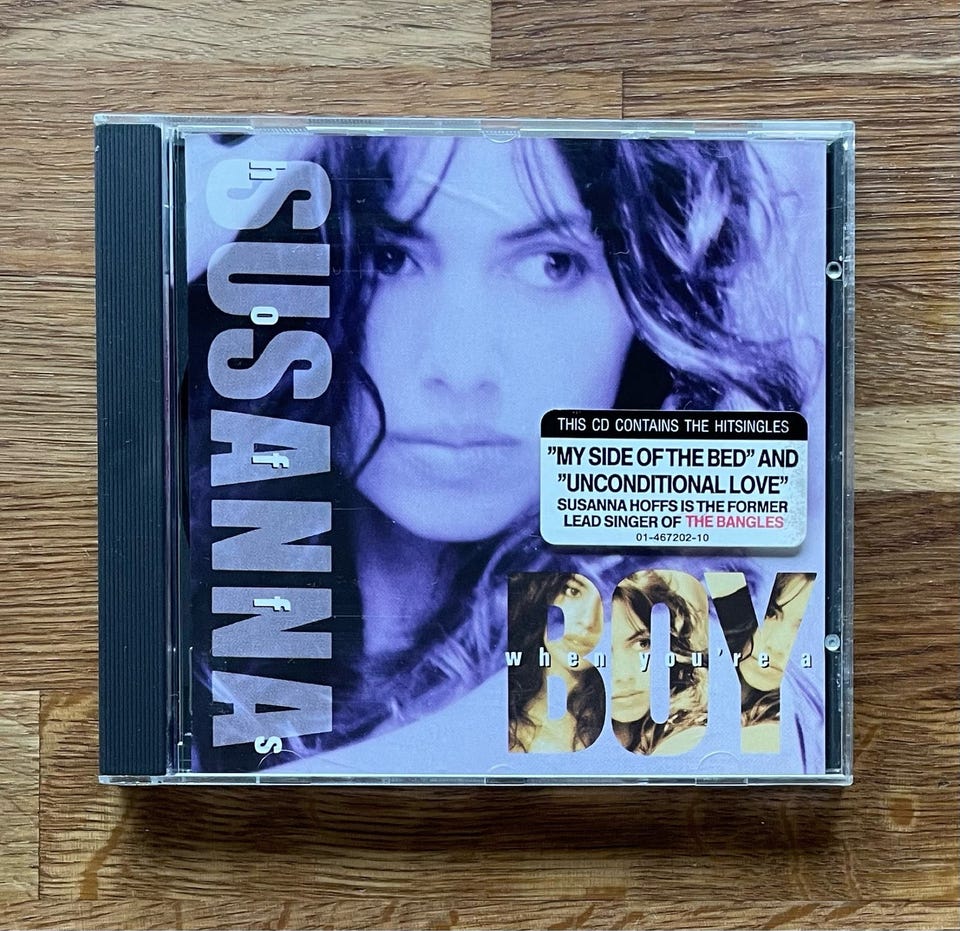 SUSANNA
hoffs
THIS CD CONTAINS THE HITSINGLES
”MY SIDE OF THE BED” AND
”UNCONDITIONAL LOVE”
SUSANNA HOFFS IS THE FORMER
LEAD SINGER OF THE BANGLES
01-467202-10
when you're a
BOY